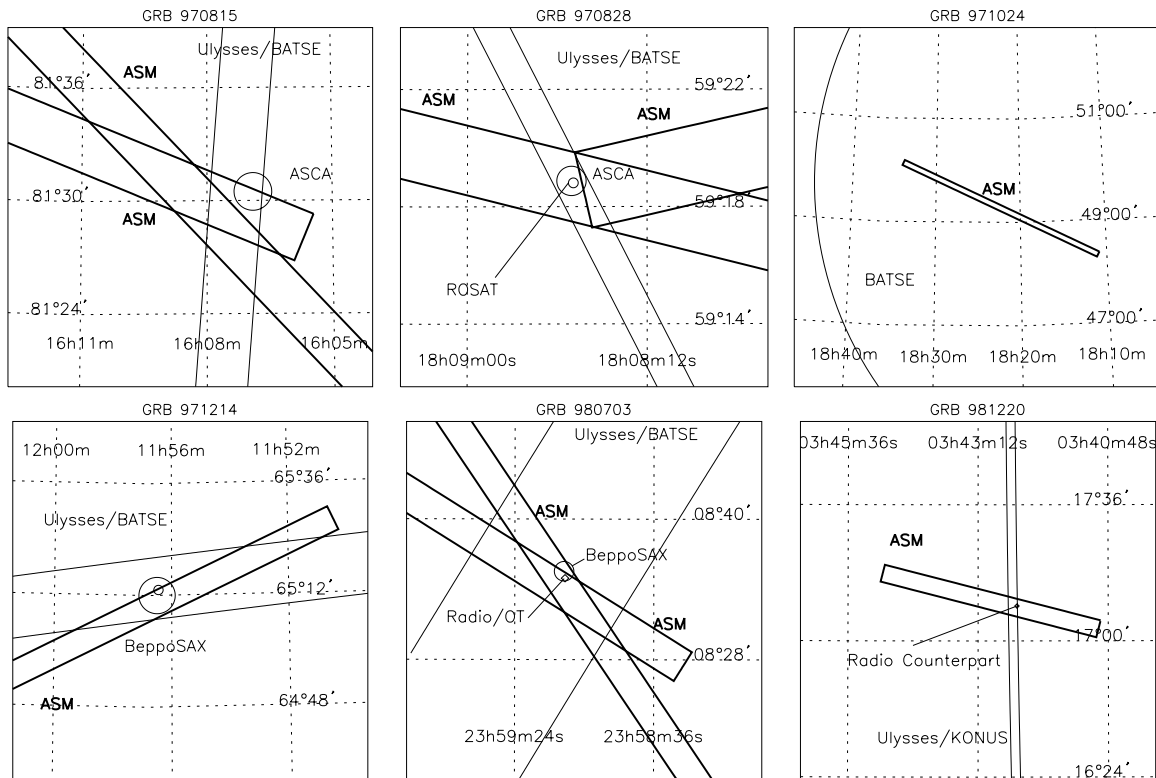 GRB 970815
Ulysses/BATSE
ASM
81°36′
ASCA
81°30′
ASM
81°24′
16h11m
16h08m
16h05m
GRB 970828
Ulysses/BATSE
59°22′
ASM
ASM
ASCA
59°18′
ROSAT
59°14′
18h09m00s
18h08m12s
GRB 971024
51°00′
ASM
49°00′
BATSE
47°00′
18h40m
18h30m
18h20m
18h10m
GRB 971214
12h00m
11h56m
11h52m
65°36′
Ulysses/BATSE
65°12′
BeppoSAX
ASM
64°48′
GRB 980703
Ulysses/BATSE
08°40′
ASM
BeppoSAX
Radio/OT
ASM
08°28′
23h59m24s
23h58m36s
GRB 981220
03h45m36s
03h43m12s
03h40m48s
17°36′
ASM
17°00′
Radio Counterpart
Ulysses/KONUS
16°24′